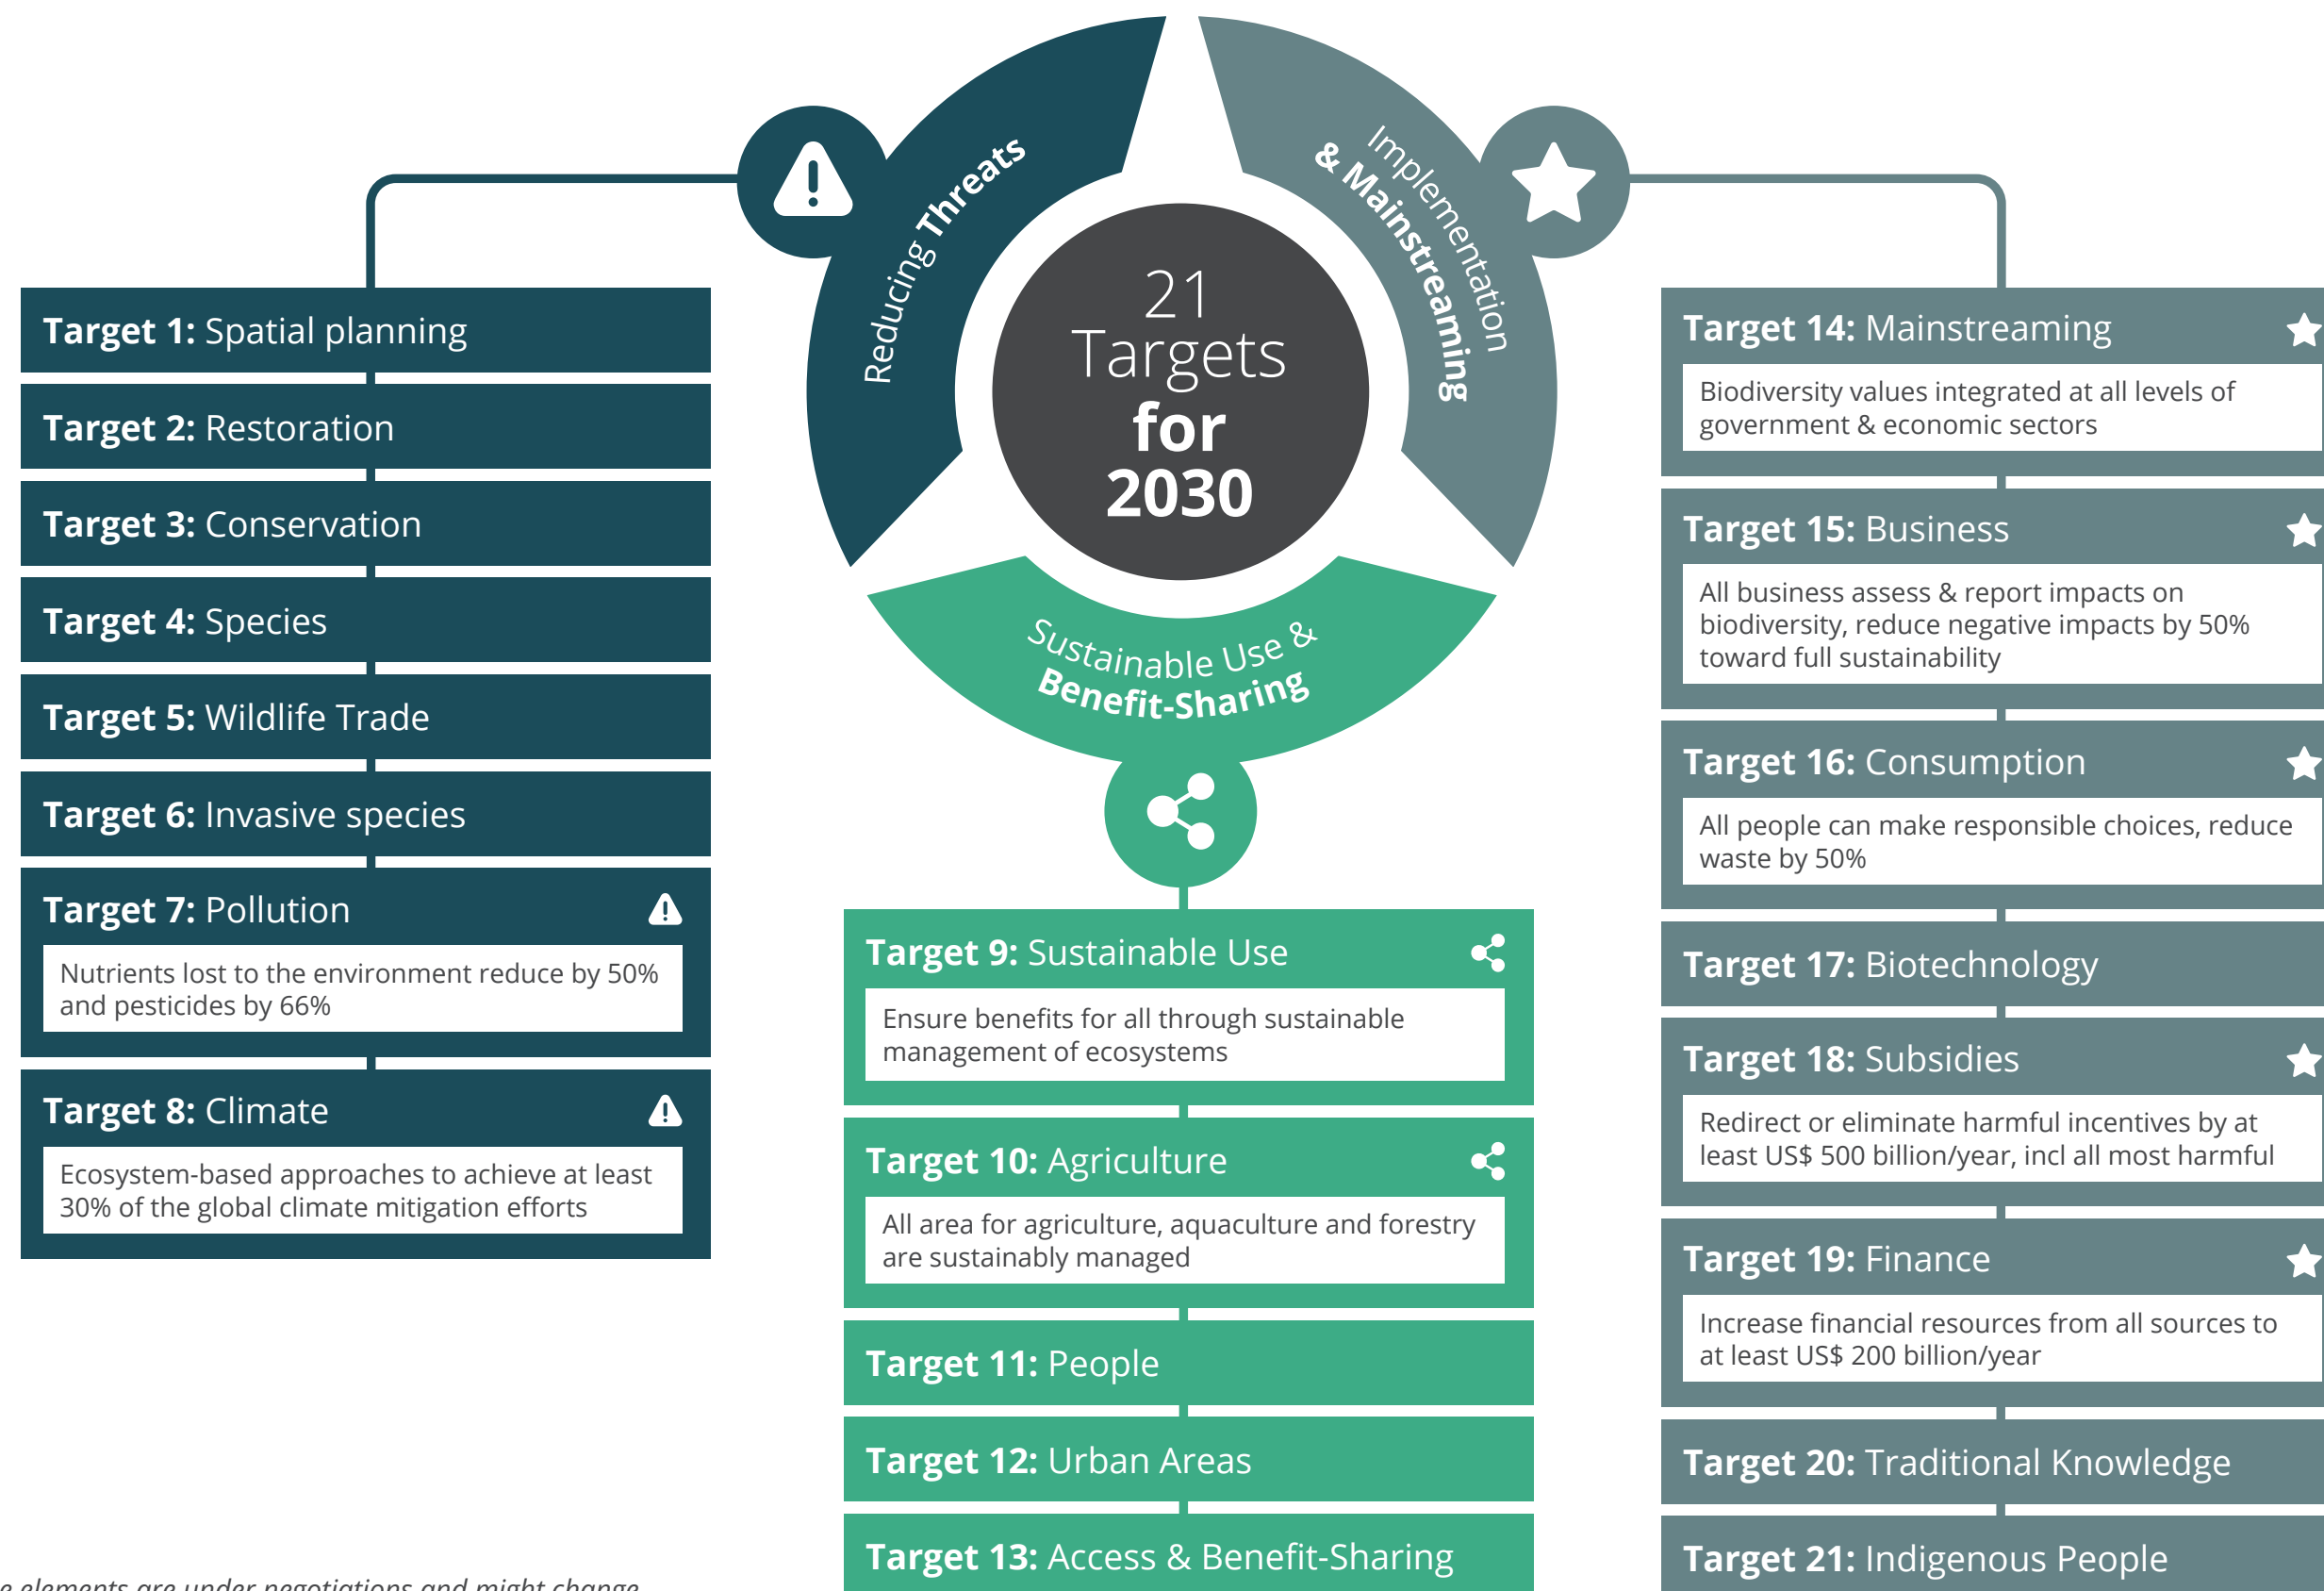 Reducing Threats
Implementation
& Mainstreaming
21
Targets
for
2030
Sustainable Use &
Benefit-Sharing
Target 1: Spatial planning
Target 2: Restoration
Target 3: Conservation
Target 4: Species
Target 5: Wildlife Trade
Target 6: Invasive species
Target 7: Pollution
Nutrients lost to the environment reduce by 50%
and pesticides by 66%
Target 8: Climate
Ecosystem-based approaches to achieve at least
30% of the global climate mitigation efforts
Target 9: Sustainable Use
Ensure benefits for all through sustainable
management of ecosystems
Target 10: Agriculture
All area for agriculture, aquaculture and forestry
are sustainably managed
Target 11: People
Target 12: Urban Areas
Target 13: Access & Benefit-Sharing
Target 14: Mainstreaming
Biodiversity values integrated at all levels of
government & economic sectors
Target 15: Business
All business assess & report impacts on
biodiversity, reduce negative impacts by 50%
toward full sustainability
Target 16: Consumption
All people can make responsible choices, reduce
waste by 50%
Target 17: Biotechnology
Target 18: Subsidies
Redirect or eliminate harmful incentives by at
least US$ 500 billion/year, incl all most harmful
Target 19: Finance
Increase financial resources from all sources to
at least US$ 200 billion/year
Target 20: Traditional Knowledge
Target 21: Indigenous People
elements are under negotiations and might change